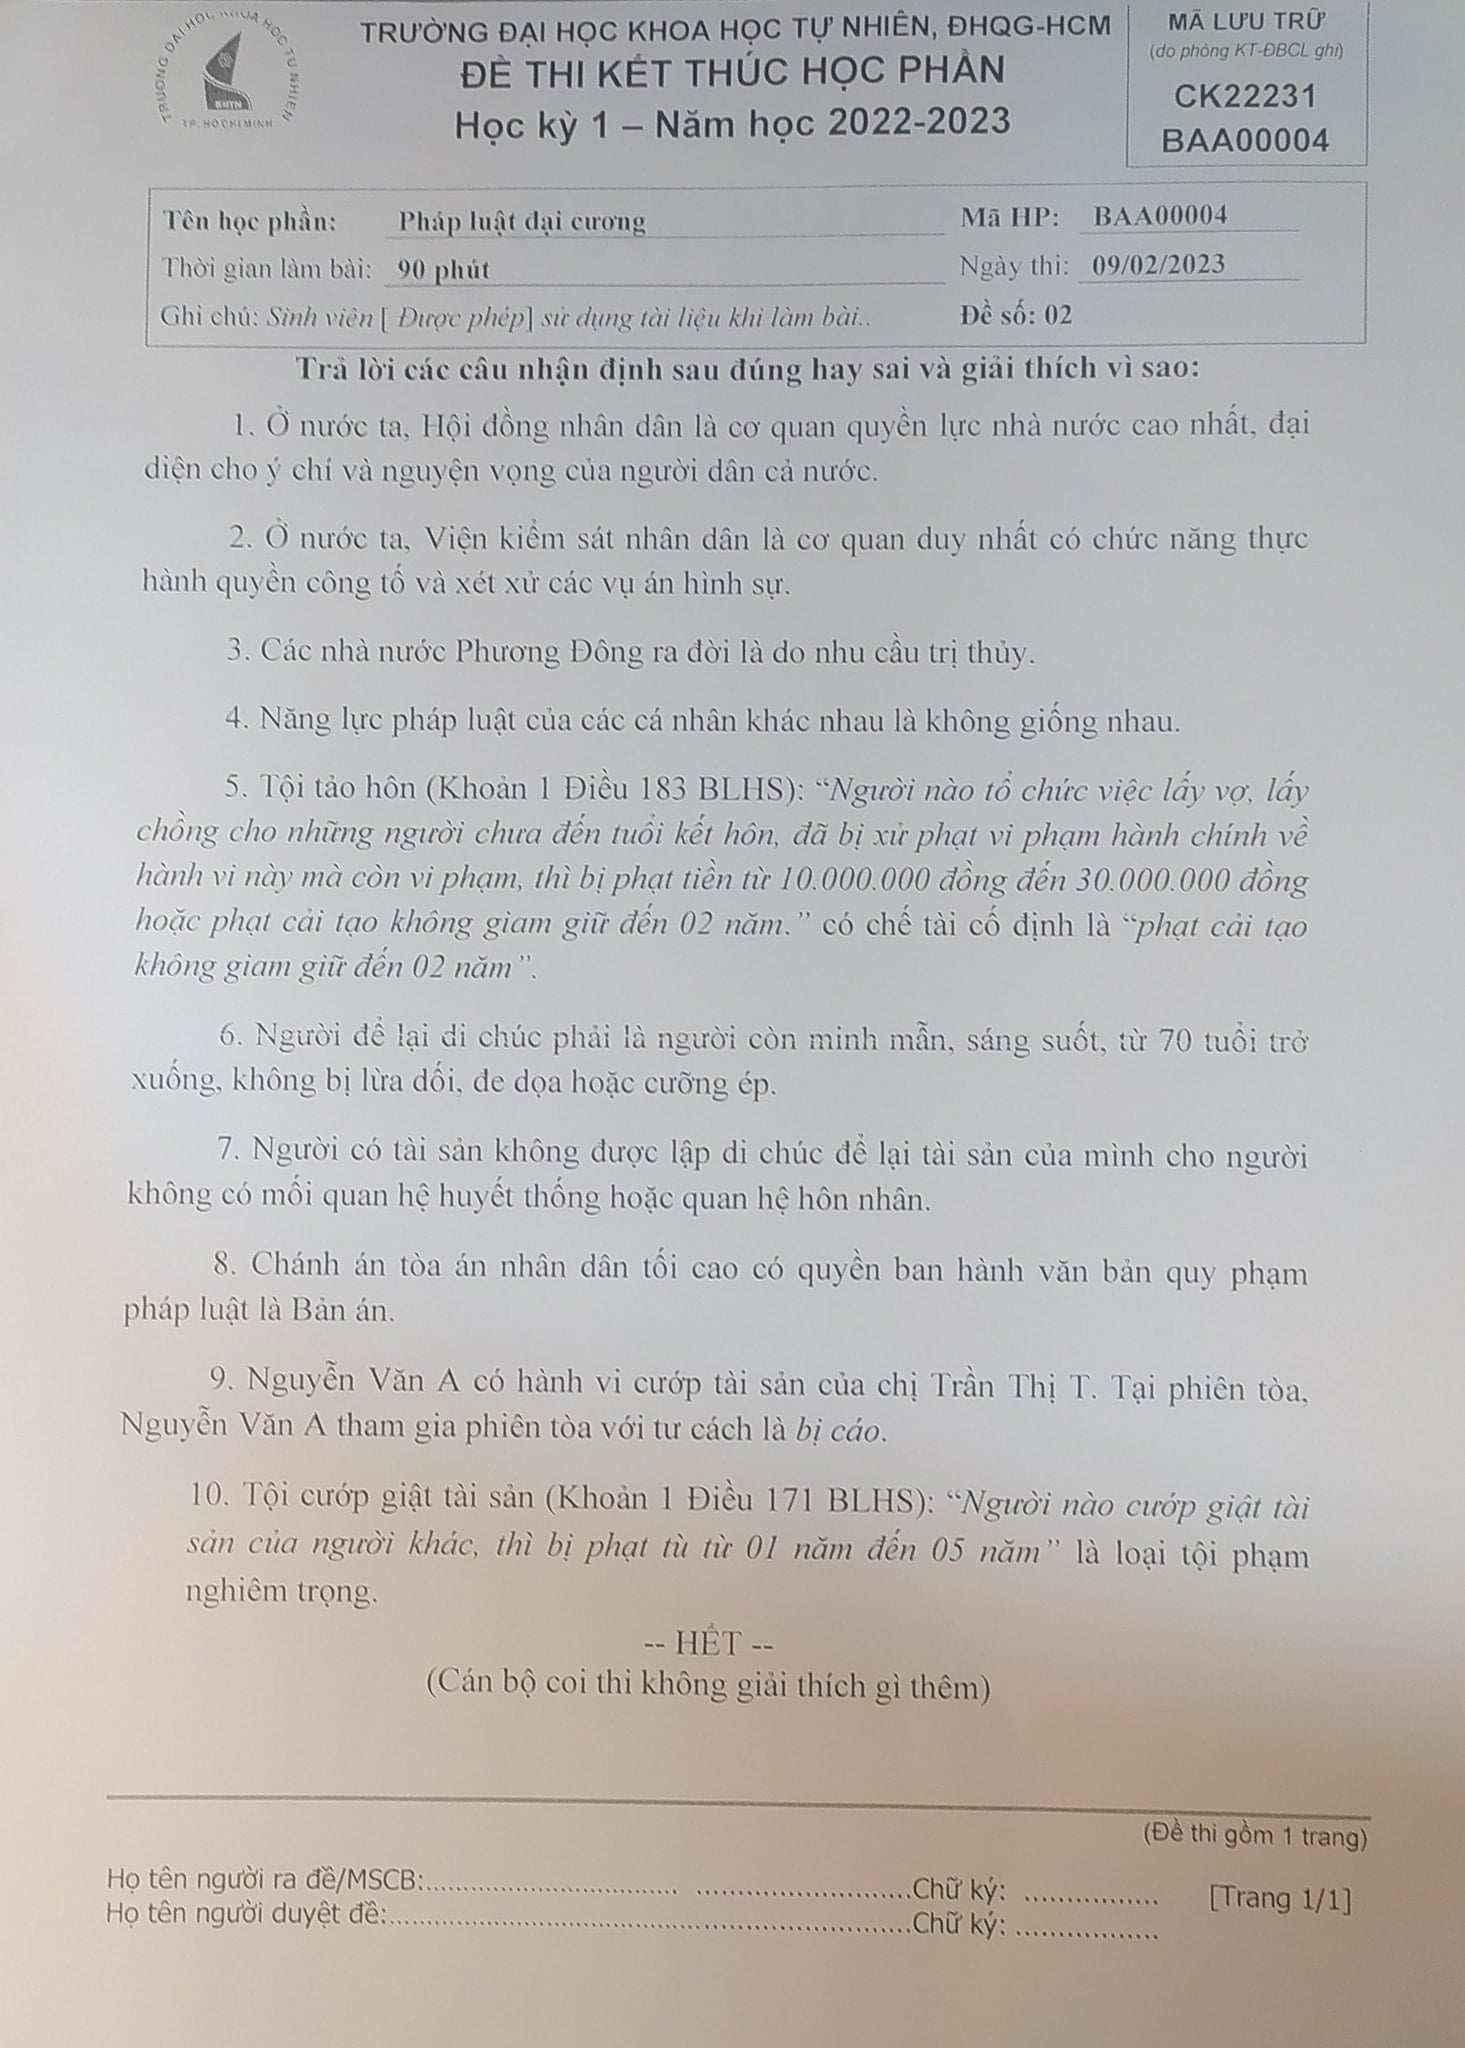 TRƯỜNG ĐẠI HỌC KHOA HỌC TỰ NHIÊN
TP. HO CHI MINH
TRƯỜNG ĐẠI HỌC KHOA HỌC TỰ NHIÊN, ĐHQG-HCM
ĐỀ THI KẾT THÚC HỌC PHẦN
Học kỳ 1 – Năm học 2022-2023
MÃ LƯU TRỮ
(do phòng KT-ĐBCL ghi)
CK22231
BAA00004
Tên học phần: Pháp luật đại cương Mã HP: BAA00004
Thời gian làm bài: 90 phút Ngày thi: 09/02/2023
Ghi chú: Sinh viên [ Được phép] sử dụng tài liệu khi làm bài.. Đề số: 02
Trả lời các câu nhận định sau đúng hay sai và giải thích vì sao:
1. Ở nước ta, Hội đồng nhân dân là cơ quan quyền lực nhà nước cao nhất, đại
diện cho ý chí và nguyện vọng của người dân cả nước.
2. Ở nước ta, Viện kiểm sát nhân dân là cơ quan duy nhất có chức năng thực
hành quyền công tố và xét xử các vụ án hình sự.
3. Các nhà nước Phương Đông ra đời là do nhu cầu trị thủy.
4. Năng lực pháp luật của các cá nhân khác nhau là không giống nhau.
5. Tội tảo hôn (Khoản 1 Điều 183 BLHS): “Người nào tổ chức việc lấy vợ, lấy
chồng cho những người chưa đến tuổi kết hôn, đã bị xử phạt vi phạm hành chính về
hành vi này mà còn vi phạm, thì bị phạt tiền từ 10.000.000 đồng đến 30.000.000 đồng
hoặc phạt cải tạo không giam giữ đến 02 năm.” có chế tài cố định là “phạt cải tạo
không giam giữ đến 02 năm”.
6. Người để lại di chúc phải là người còn minh mẫn, sáng suốt, từ 70 tuổi trở
xuống, không bị lừa dối, đe dọa hoặc cưỡng ép.
7. Người có tài sản không được lập di chúc để lại tài sản của mình cho người
không có mối quan hệ huyết thống hoặc quan hệ hôn nhân.
8. Chánh án tòa án nhân dân tối cao có quyền ban hành văn bản quy phạm
pháp luật là Bản án.
9. Nguyễn Văn A có hành vi cướp tài sản của chị Trần Thị T. Tại phiên tòa,
Nguyễn Văn A tham gia phiên tòa với tư cách là bị cáo.
10. Tội cướp giật tài sản (Khoản 1 Điều 171 BLHS): “Người nào cướp giật tài
sản của người khác, thì bị phạt tù từ 01 năm đến 05 năm” là loại tội phạm
nghiêm trọng.
-- HẾT --
(Cán bộ coi thi không giải thích gì thêm)
(Đề thi gồm 1 trang)
Họ tên người ra đề/MSCB:............................... ...........................Chữ ký: .................
[Trang 1/1]
Họ tên người duyệt đề:.................................................................Chữ ký: ..................